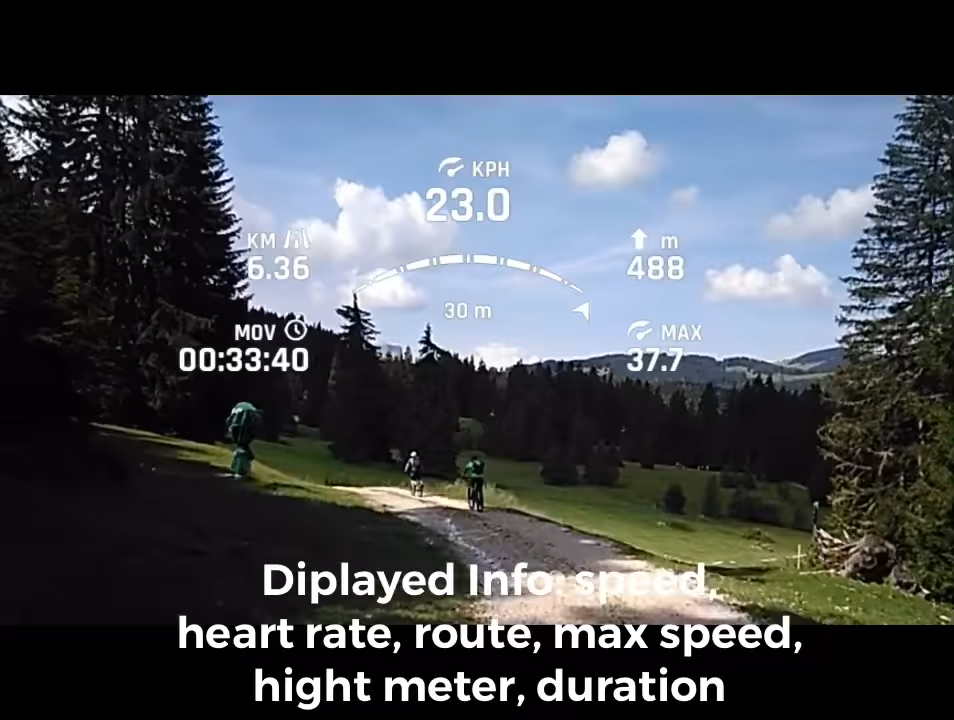 KPH
23.0
KM
6.36
m
488
30 m
MOV
00:33:40
MAX
37.7
Diplayed Info: speed,
heart rate, route, max speed,
hight meter, duration